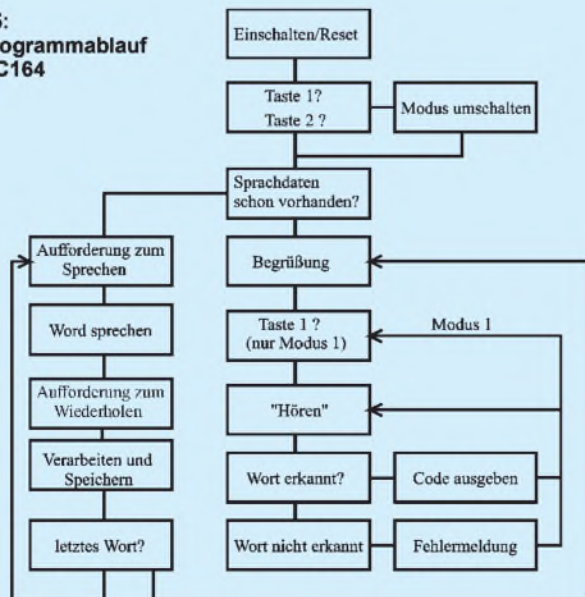 ogrammablauf
C164
Einschalten/Reset
Taste 1?
Taste 2 ?
Modus umschalten
Sprachdaten
schon vorhanden?
Aufforderung zum
Sprechen
Begrüßung
Word sprechen
Taste 1 ?
(nur Modus 1)
Modus 1
Aufforderung zum
Wiederholen
"Hören"
Verarbeiten und
Speichern
Wort erkannt?
Code ausgeben
letztes Wort?
Wort nicht erkannt
Fehlermeldung